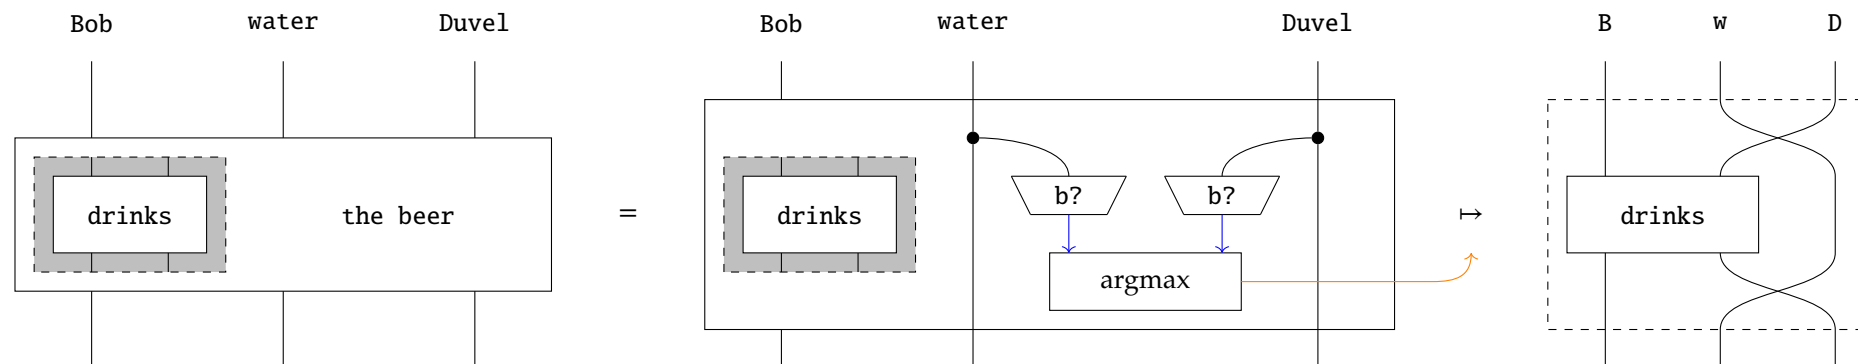 Bob water Duvel Bob water Duvel B w D
drinks the beer = drinks b? b? ↦ drinks
argmax